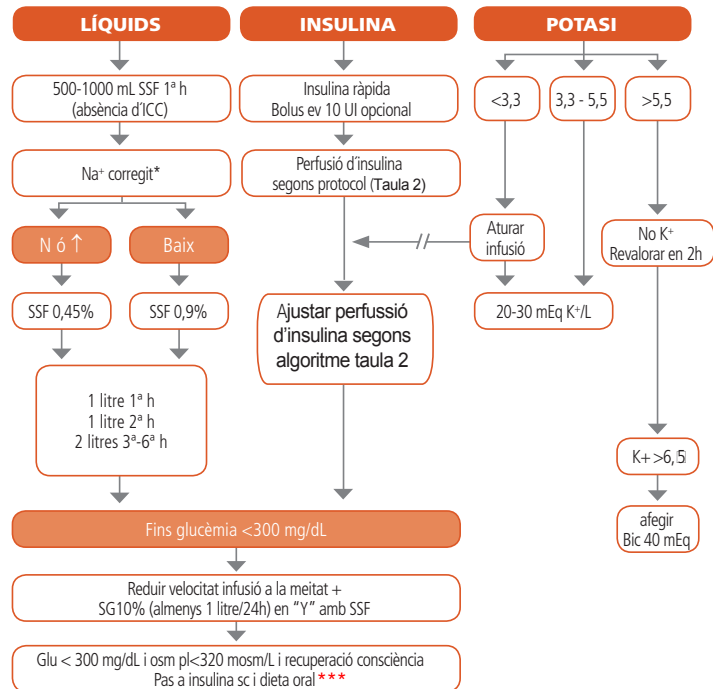 LÍQUIDS
500-1000 mL SSF 1ª h
(absència d´ICC)
Na⁺ corregit*
N ó ↑
Baix
SSF 0,45%
SSF 0,9%
1 litre 1ª h
1 litre 2ª h
2 litres 3ª-6ª h
INSULINA
Insulina ràpida
Bolus ev 10 UI opcional
Perfusió d´insulina
segons protocol (Taula 2)
Ajustar perfussió
d'insulina segons
algoritme taula 2
POTASI
<3,3
3,3 - 5,5
>5,5
Aturar
infusió
No K⁺
Revalorar en 2h
20-30 mEq K⁺/L
K+ >6,5
afegir
Bic 40 mEq
Fins glucèmia <300 mg/dL
Reduir velocitat infusió a la meitat +
SG10% (almenys 1 litre/24h) en "Y" amb SSF
Glu < 300 mg/dL i osm pl<320 mosm/L i recuperació consciència
Pas a insulina sc i dieta oral ***